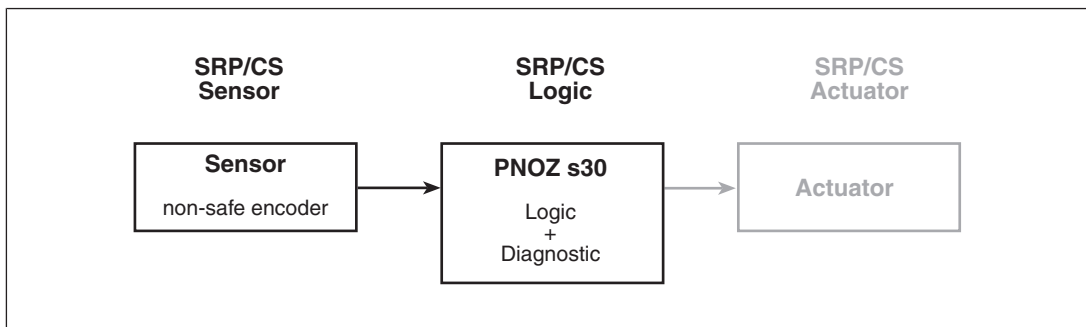 SRP/CS
Sensor
SRP/CS
Logic
SRP/CS
Actuator
Sensor
non-safe encoder
PNOZ s30
Logic
+
Diagnostic
Actuator